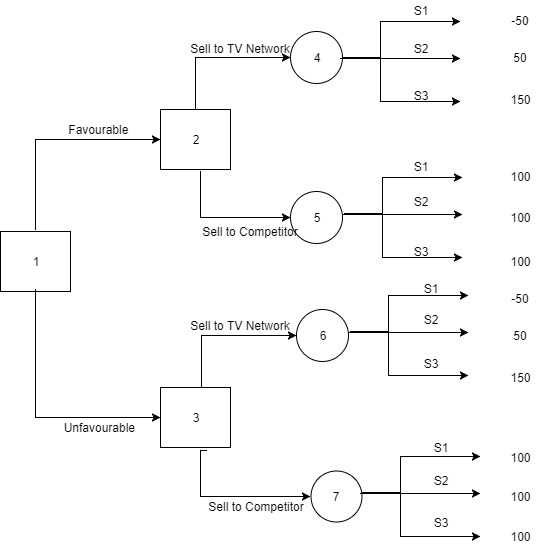 S1
-50
Sell to TV Network
4
S2
50
S3
150
Favourable
2
S1
100
S2
100
5
Sell to Competitor
S3
100
1
S1
-50
Sell to TV Network
6
S2
50
S3
150
3
Unfavourable
S1
100
S2
100
7
Sell to Competitor
S3
100